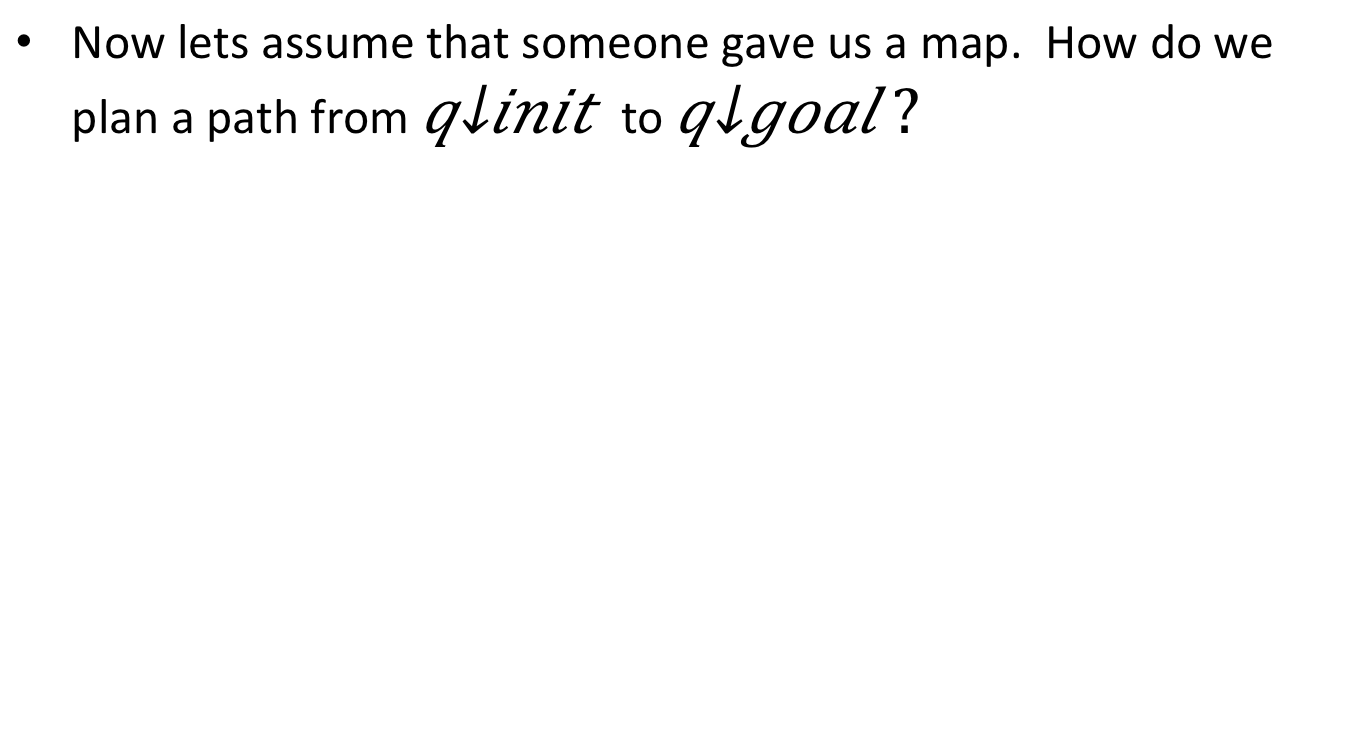 • Now lets assume that someone gave us a map.  How do we
plan a path from q↓init to q↓goal?